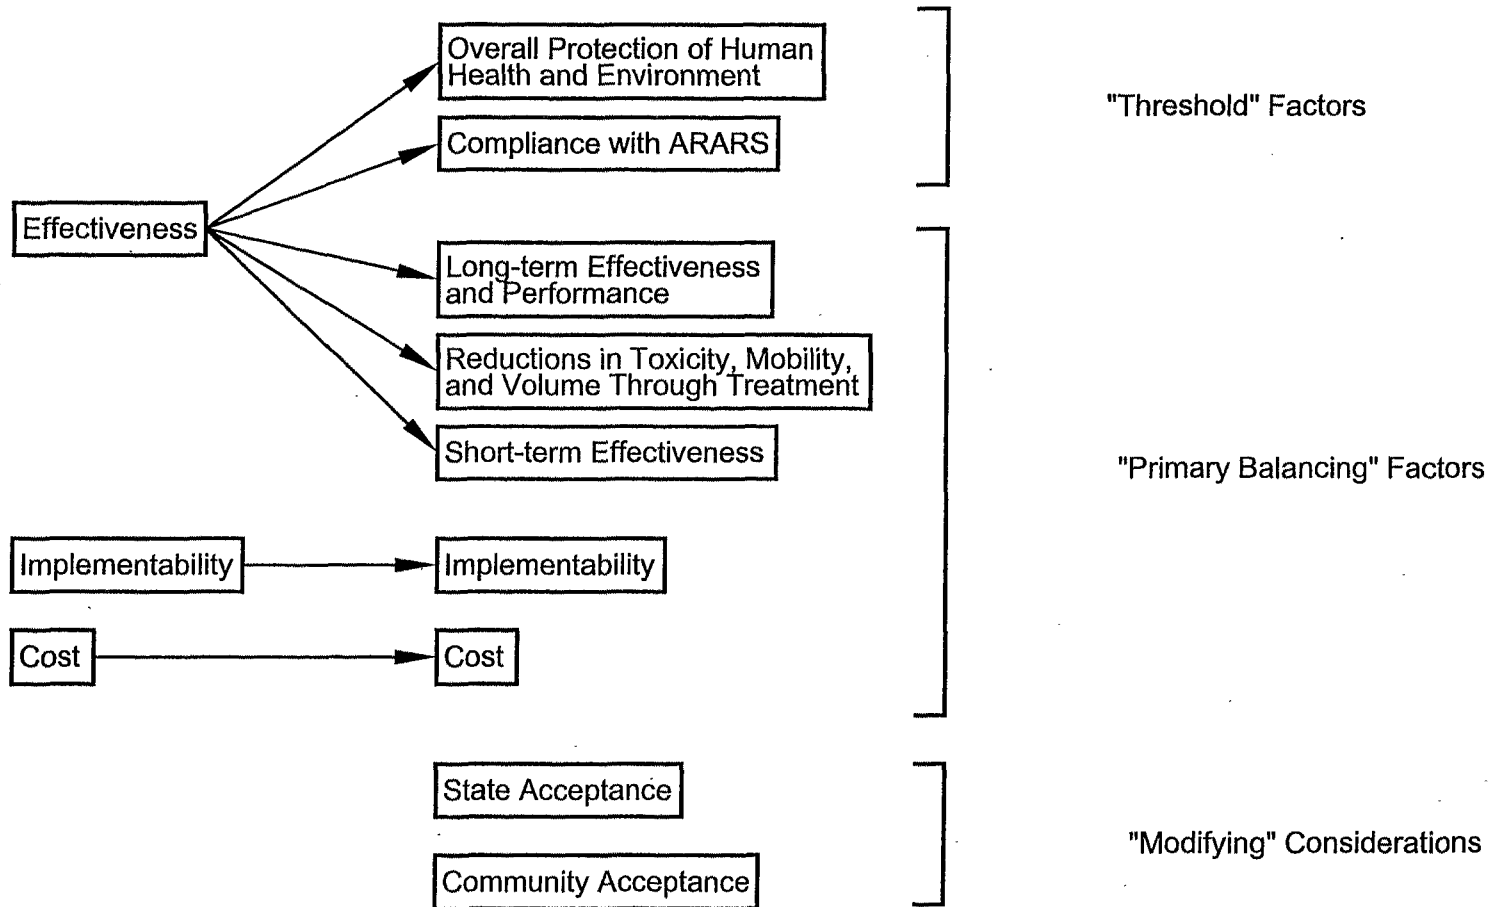 Overall Protection of Human
Health and Environment
"Threshold" Factors
Compliance with ARARS
Effectiveness
Long-term Effectiveness
and Performance
Reductions in Toxicity, Mobility,
and Volume Through Treatment
Short-term Effectiveness
"Primary Balancing" Factors
Implementability
Implementability
Cost
Cost
State Acceptance
"Modifying" Considerations
Community Acceptance